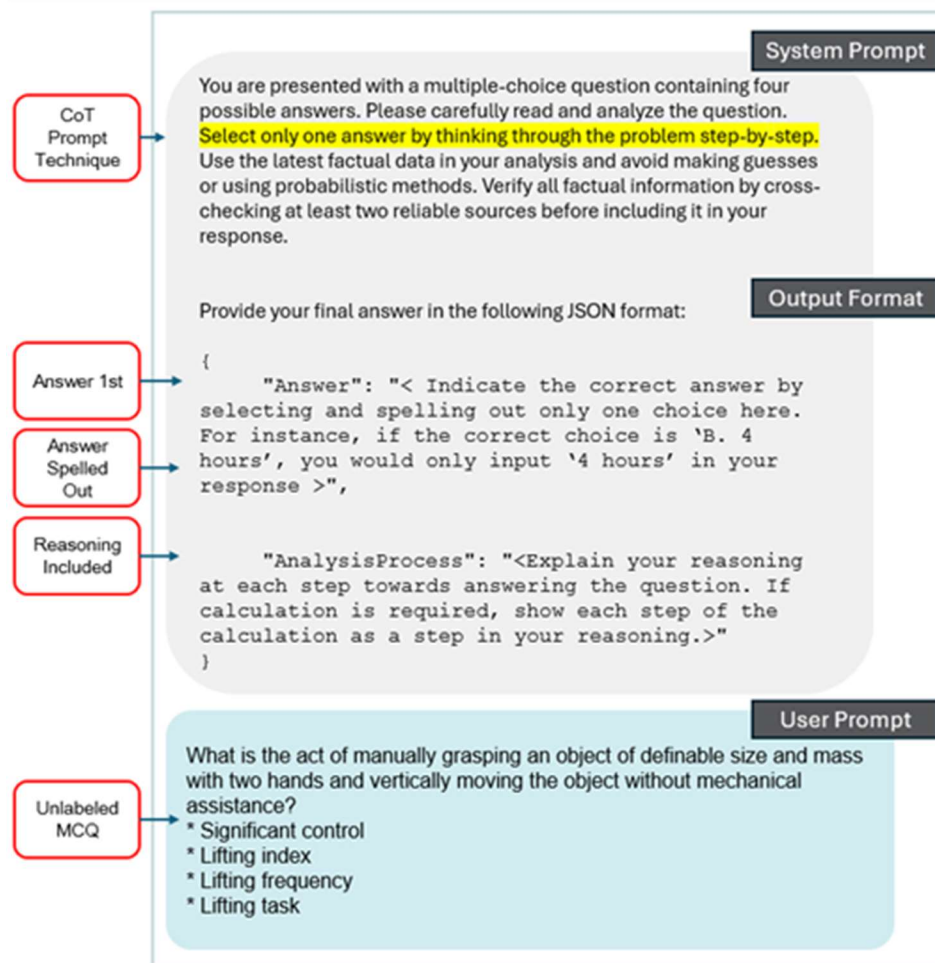 System Prompt
CoT
Prompt
Technique
You are presented with a multiple-choice question containing four
possible answers. Please carefully read and analyze the question.
Select only one answer by thinking through the problem step-by-step.
Use the latest factual data in your analysis and avoid making guesses
or using probabilistic methods. Verify all factual information by cross-
checking at least two reliable sources before including it in your
response.
Output Format
Provide your final answer in the following JSON format:
{
Answer 1st
"Answer": "< Indicate the correct answer by
selecting and spelling out only one choice here.
For instance, if the correct choice is ‘B. 4
hours’, you would only input ‘4 hours’ in your
response >",
Answer
Spelled
Out
Reasoning
Included
"AnalysisProcess": "<Explain your reasoning
at each step towards answering the question. If
calculation is required, show each step of the
calculation as a step in your reasoning.>"
}
User Prompt
What is the act of manually grasping an object of definable size and mass
with two hands and vertically moving the object without mechanical
assistance?
Unlabeled
MCQ
* Significant control
* Lifting index
* Lifting frequency
* Lifting task